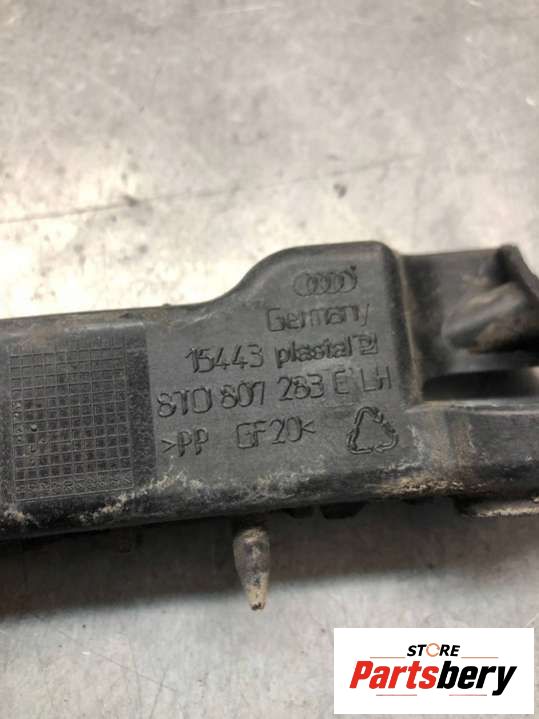 Germany
15443 plastal
8T0 807 283 E LH
>PP GF20<
STORE
Partsbery